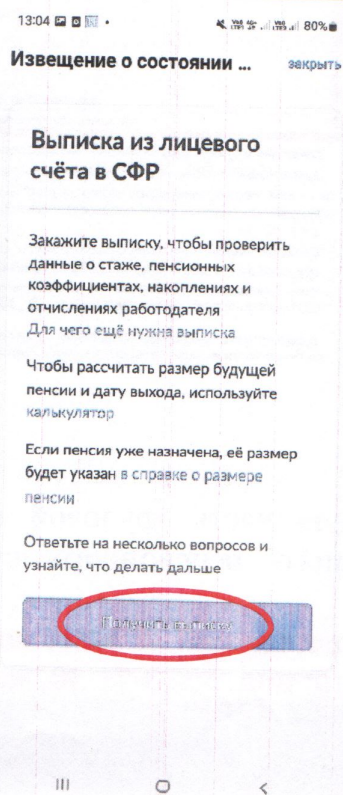 13:04
80%
Извещение о состоянии ... закрыть
Выписка из лицевого
счёта в СФР
Закажите выписку, чтобы проверить
данные о стаже, пенсионных
коэффициентах, накоплениях и
отчислениях работодателя
Для чего ещё нужна выписка
Чтобы рассчитать размер будущей
пенсии и дату выхода, используйте
калькулятор
Если пенсия уже назначена, её размер
будет указан в справке о размере
пенсии
Ответьте на несколько вопросов и
узнайте, что делать дальше
Получить выписку